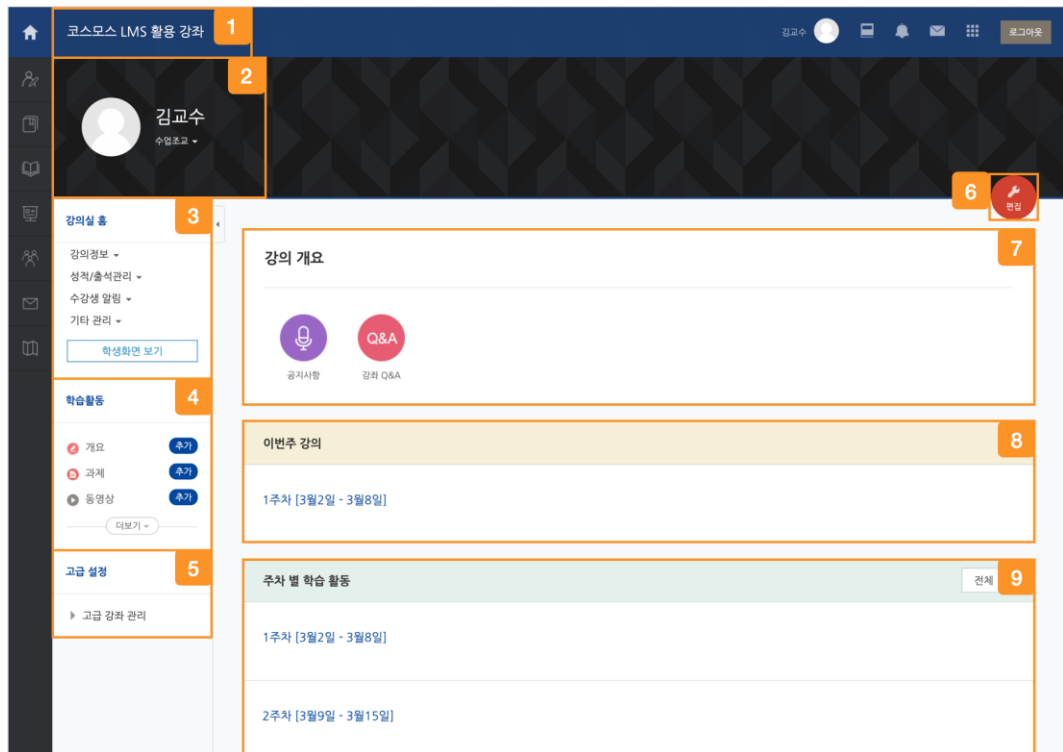 코스모스 LMS 활용 강좌 1
김교수 로그아웃
2
김교수
수업조교
6
편집
강의실 홈 3
강의정보
성적/출석관리
수강생 알림
기타 관리
학생화면 보기
학습활동 4
개요 추가
과제 추가
동영상 추가
더보기
고급 설정 5
고급 강좌 관리
강의 개요 7
Q&A
공지사항 강좌 Q&A
이번주 강의 8
1주차 [3월2일 - 3월8일]
주차 별 학습 활동 전체 9
1주차 [3월2일 - 3월8일]
2주차 [3월9일 - 3월15일]